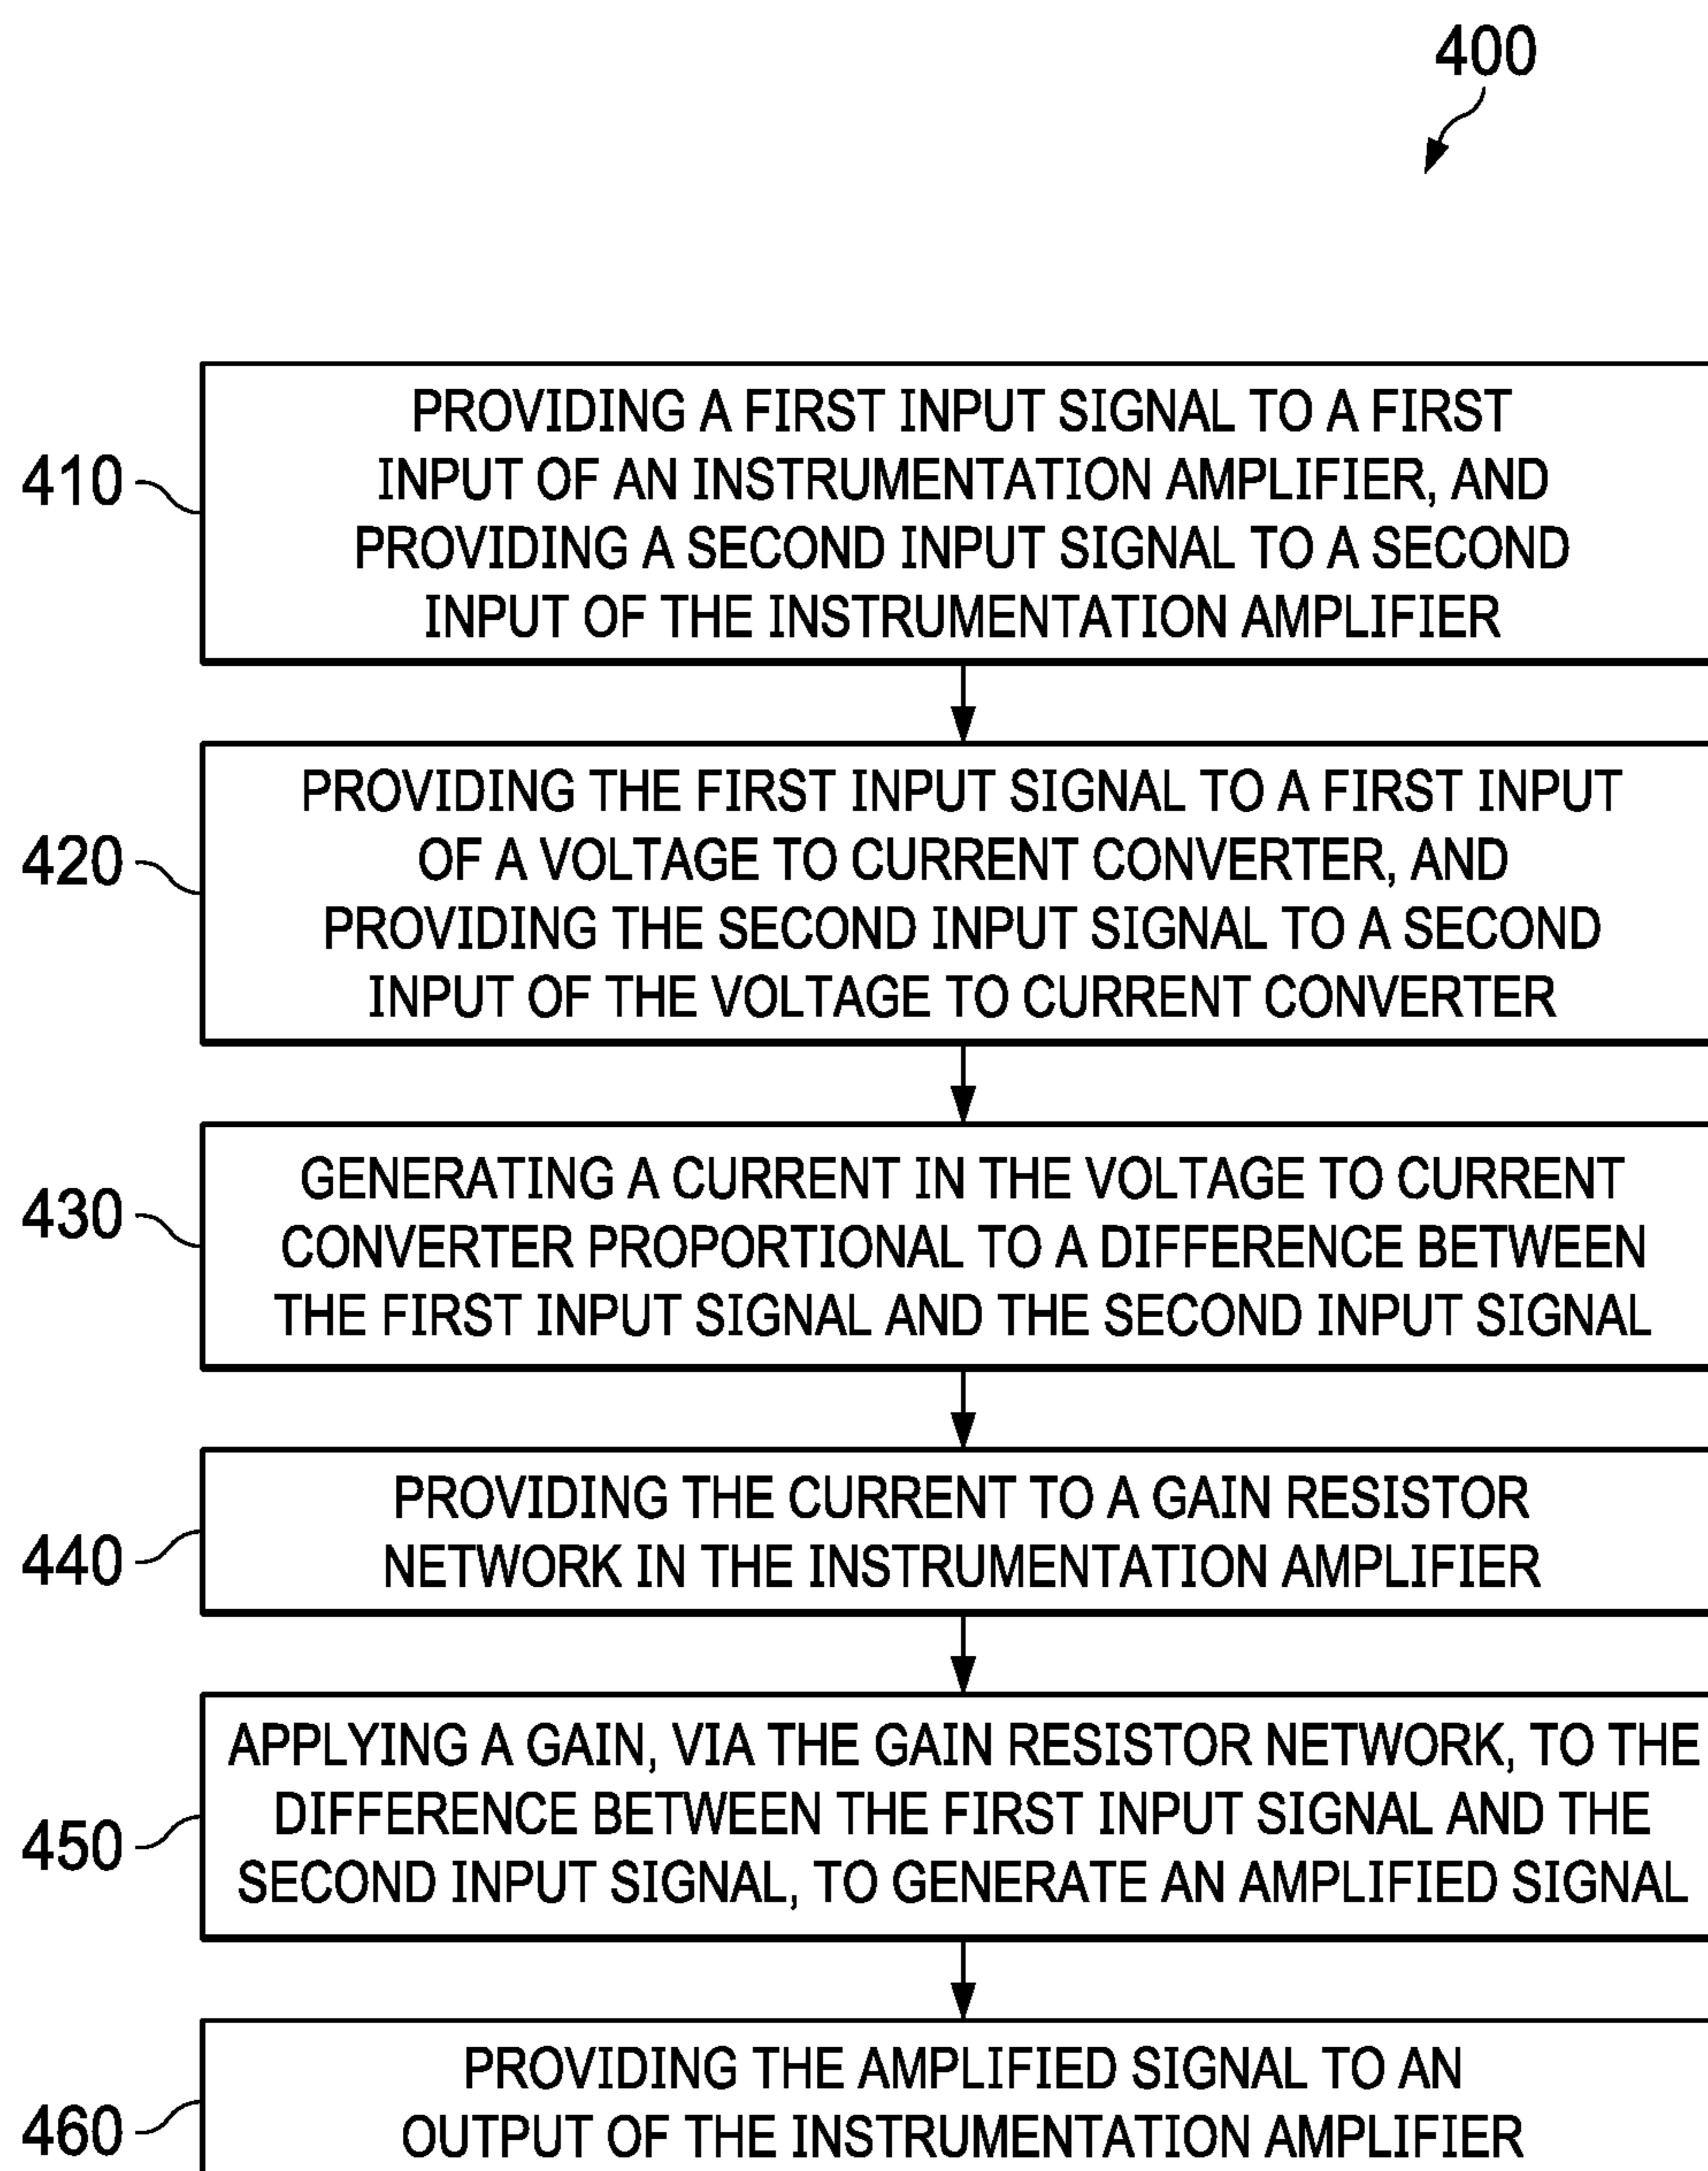 400
410
PROVIDING A FIRST INPUT SIGNAL TO A FIRST
INPUT OF AN INSTRUMENTATION AMPLIFIER, AND
PROVIDING A SECOND INPUT SIGNAL TO A SECOND
INPUT OF THE INSTRUMENTATION AMPLIFIER
420
PROVIDING THE FIRST INPUT SIGNAL TO A FIRST INPUT
OF A VOLTAGE TO CURRENT CONVERTER, AND
PROVIDING THE SECOND INPUT SIGNAL TO A SECOND
INPUT OF THE VOLTAGE TO CURRENT CONVERTER
430
GENERATING A CURRENT IN THE VOLTAGE TO CURRENT
CONVERTER PROPORTIONAL TO A DIFFERENCE BETWEEN
THE FIRST INPUT SIGNAL AND THE SECOND INPUT SIGNAL
440
PROVIDING THE CURRENT TO A GAIN RESISTOR
NETWORK IN THE INSTRUMENTATION AMPLIFIER
450
APPLYING A GAIN, VIA THE GAIN RESISTOR NETWORK, TO THE
DIFFERENCE BETWEEN THE FIRST INPUT SIGNAL AND THE
SECOND INPUT SIGNAL, TO GENERATE AN AMPLIFIED SIGNAL
460
PROVIDING THE AMPLIFIED SIGNAL TO AN
OUTPUT OF THE INSTRUMENTATION AMPLIFIER